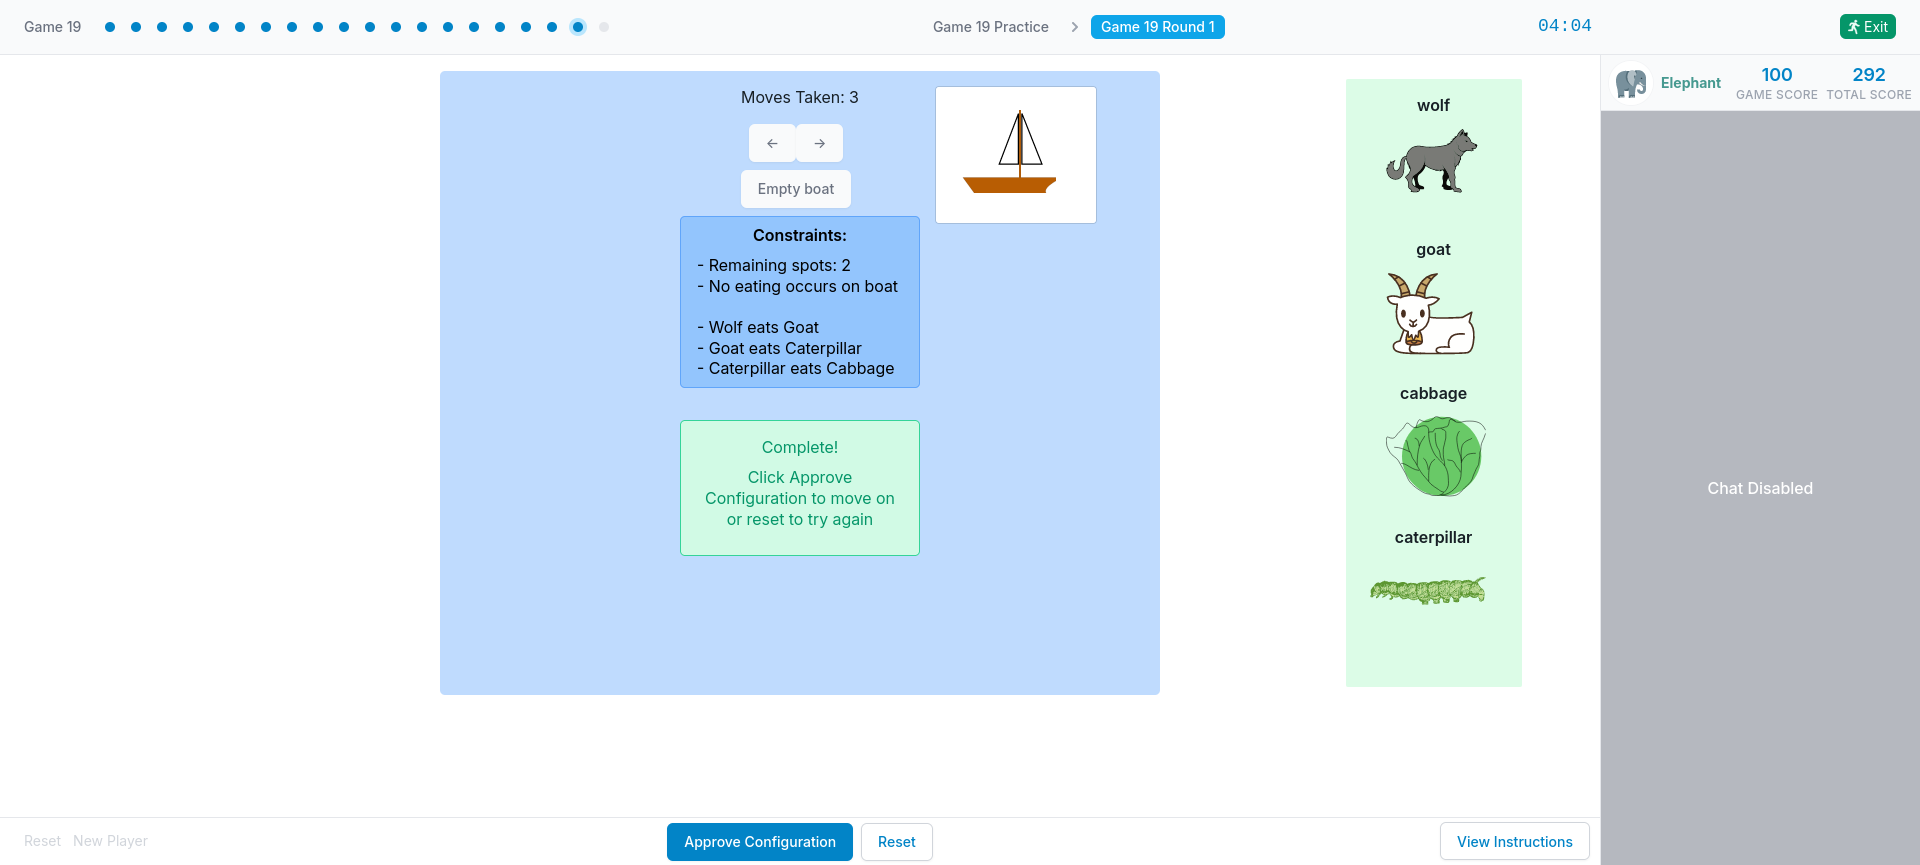 Game 19
Game 19 Practice
Game 19 Round 1
04:04
Exit
Elephant
100
GAME SCORE
292
TOTAL SCORE
Moves Taken: 3
←
→
Empty boat
Constraints:
- Remaining spots: 2
- No eating occurs on boat
- Wolf eats Goat
- Goat eats Caterpillar
- Caterpillar eats Cabbage
Complete!
Click Approve
Configuration to move on
or reset to try again
wolf
goat
cabbage
caterpillar
Chat Disabled
Reset
New Player
Approve Configuration
Reset
View Instructions